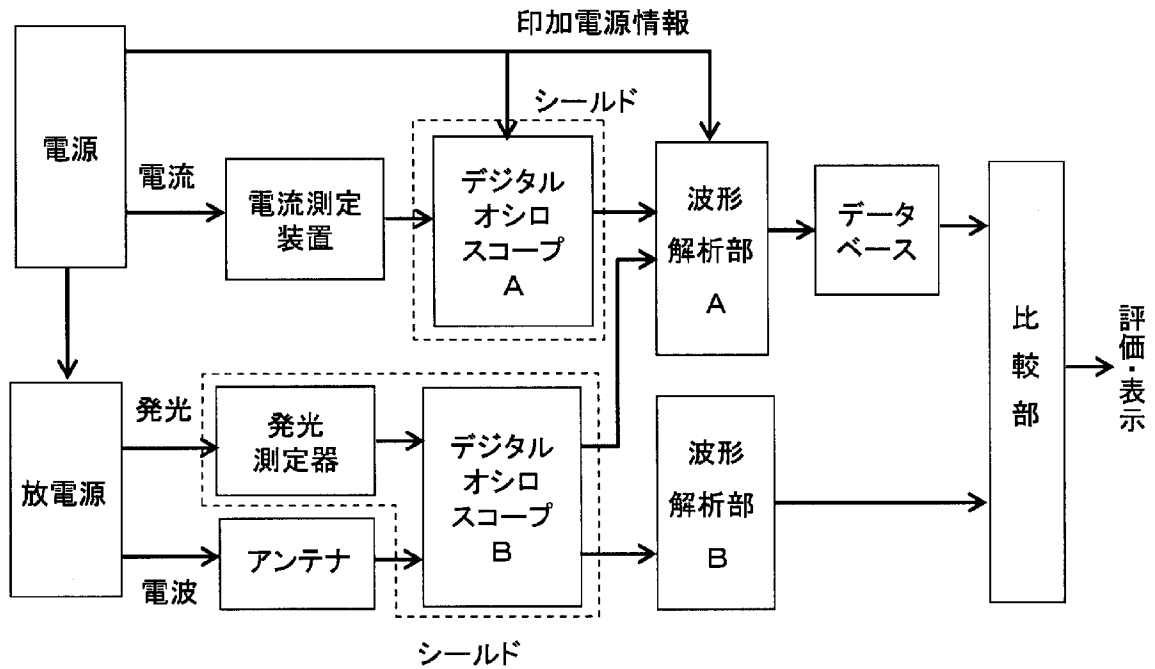 印加電源情報
シールド
電源
電流
電流測定
装置
デジタル
オシロ
スコープ
A
波形
解析部
A
データ
ベース
比較部
評価・表示
放電源
発光
発光
測定器
電波
アンテナ
デジタル
オシロ
スコープ
B
波形
解析部
B
シールド